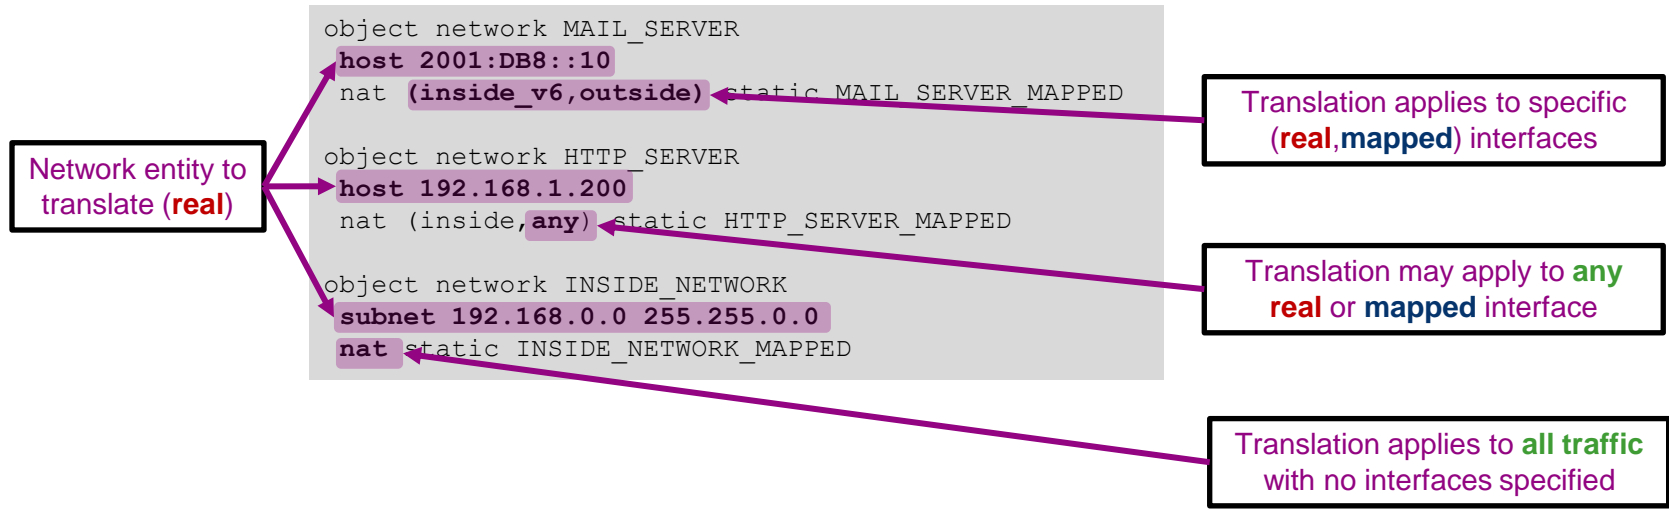 object network MAIL_SERVER
host 2001:DB8::10
nat (inside_v6,outside) static MAIL_SERVER_MAPPED
object network HTTP_SERVER
host 192.168.1.200
nat (inside,any) static HTTP_SERVER_MAPPED
object network INSIDE_NETWORK
subnet 192.168.0.0 255.255.0.0
nat static INSIDE_NETWORK_MAPPED
Network entity to
translate (real)
Translation applies to specific
(real,mapped) interfaces
Translation may apply to any
real or mapped interface
Translation applies to all traffic
with no interfaces specified